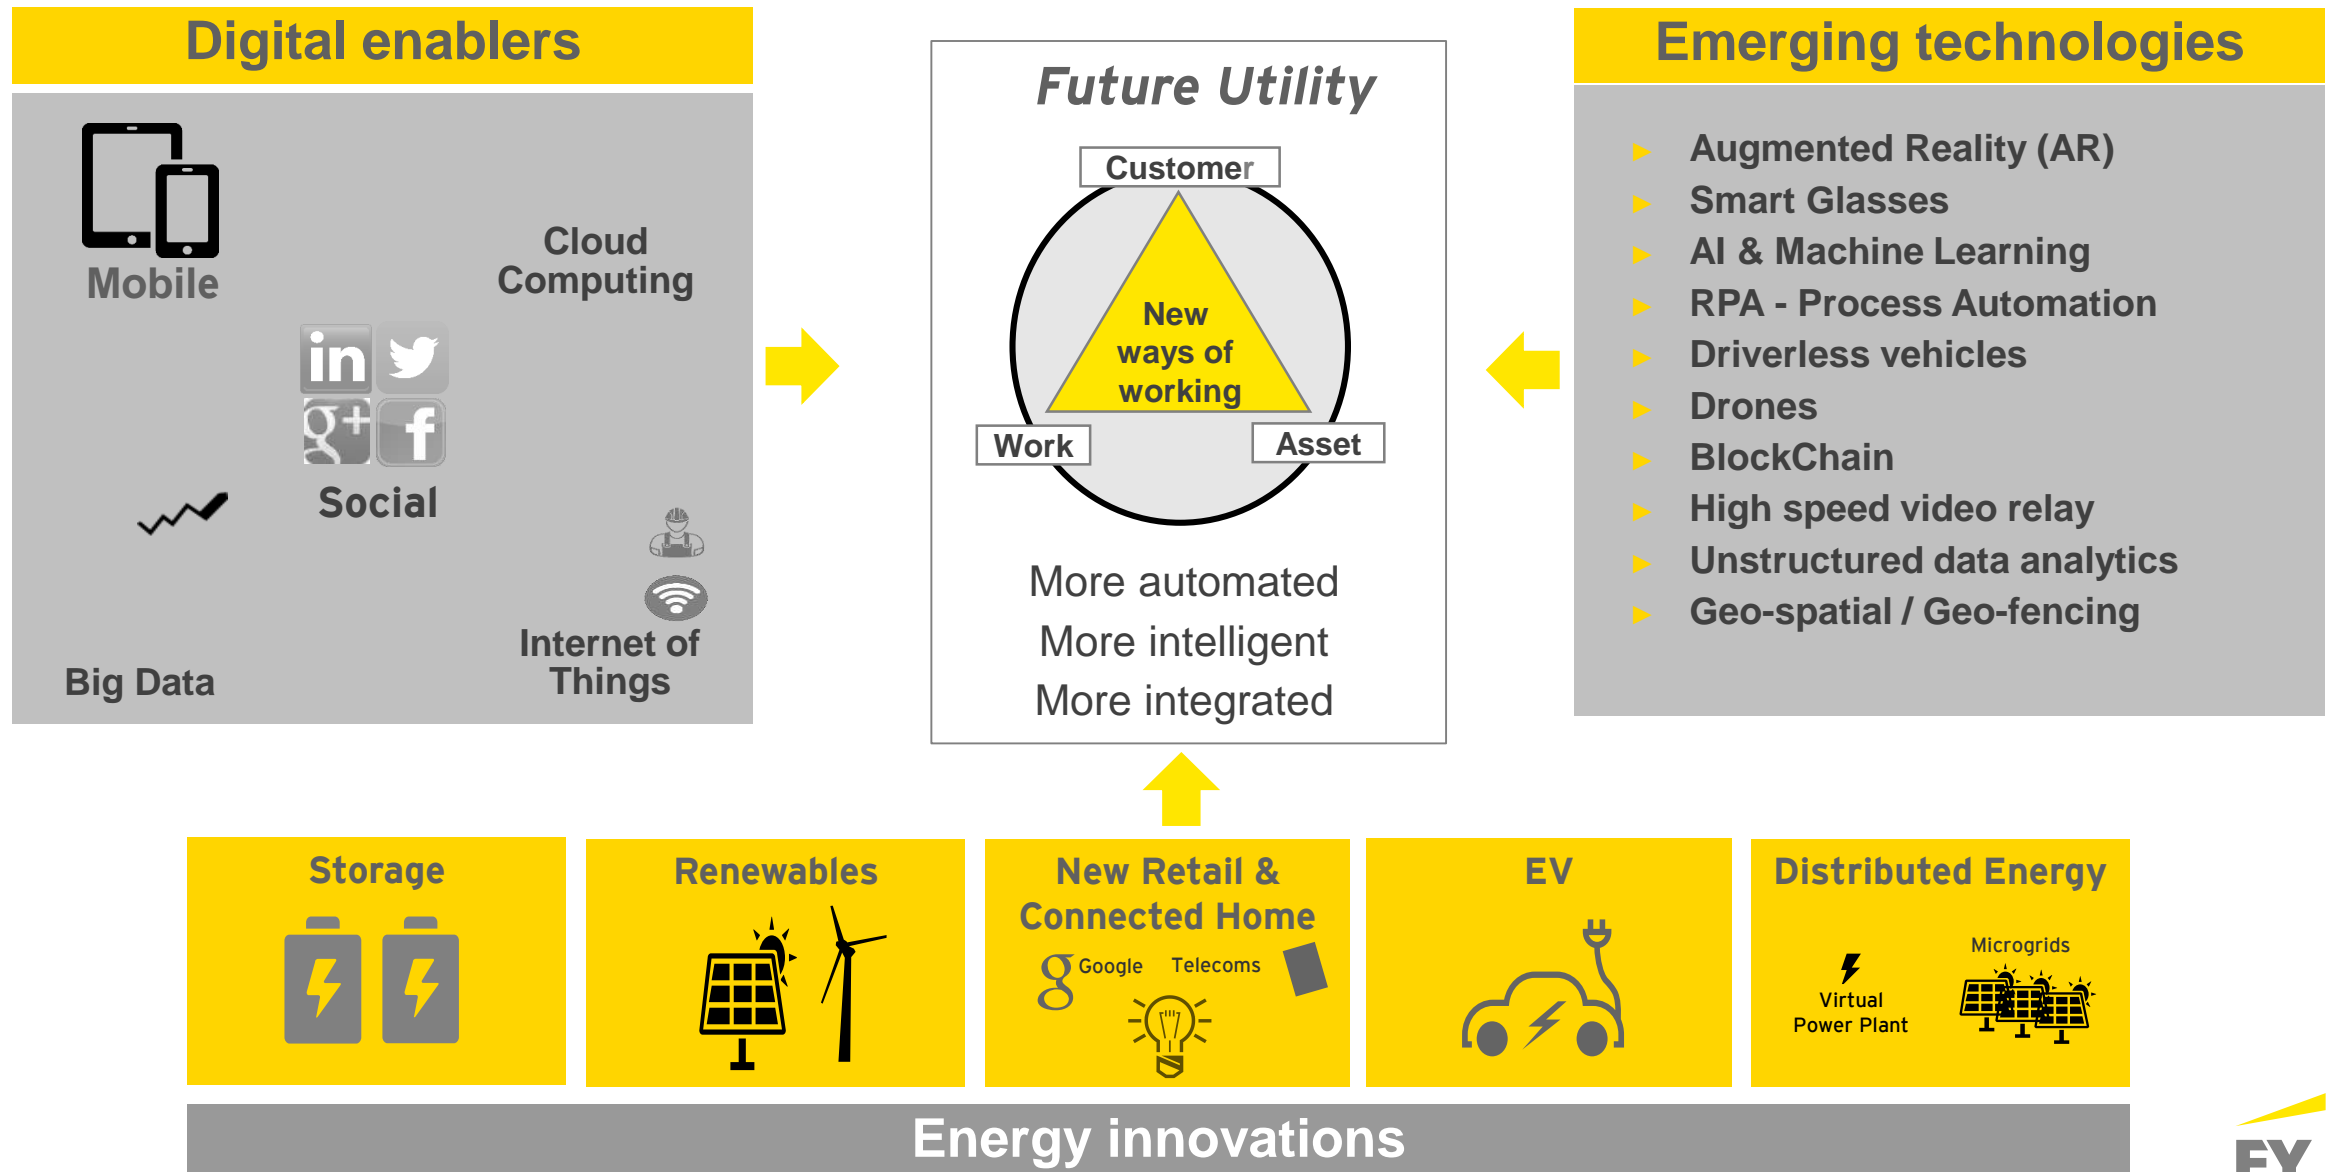 Digital enablers
Mobile
Cloud
Computing
in
g+ f
Social
Big Data
Internet of
Things
Future Utility
Customer
New
ways of
working
Work
Asset
More automated
More intelligent
More integrated
Emerging technologies
► Augmented Reality (AR)
► Smart Glasses
► AI & Machine Learning
► RPA - Process Automation
► Driverless vehicles
► Drones
► BlockChain
► High speed video relay
► Unstructured data analytics
► Geo-spatial / Geo-fencing
Storage
Renewables
New Retail &
Connected Home
g Google Telecoms
EV
Distributed Energy
Virtual
Power Plant
Microgrids
Energy innovations
EY